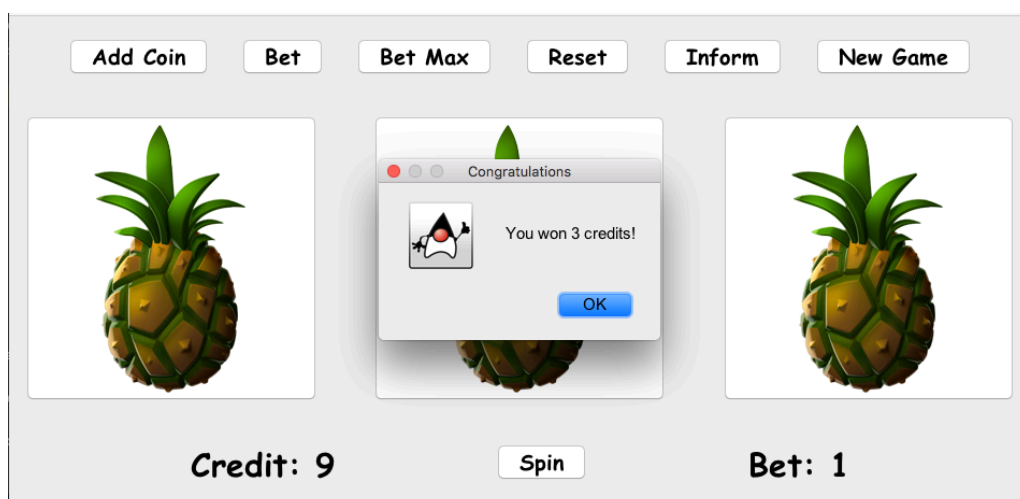 Add Coin
Bet
Bet Max
Reset
Inform
New Game
Congratulations
You won 3 credits!
OK
Credit: 9
Spin
Bet: 1